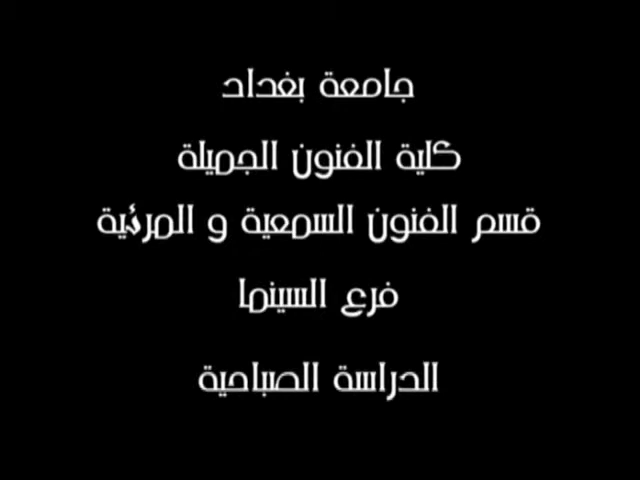 جامعة بغداد
كلية الفنون الجميلة
قسم الفنون السمعية و المرئية
فرع السينما
الدراسة الصباحية